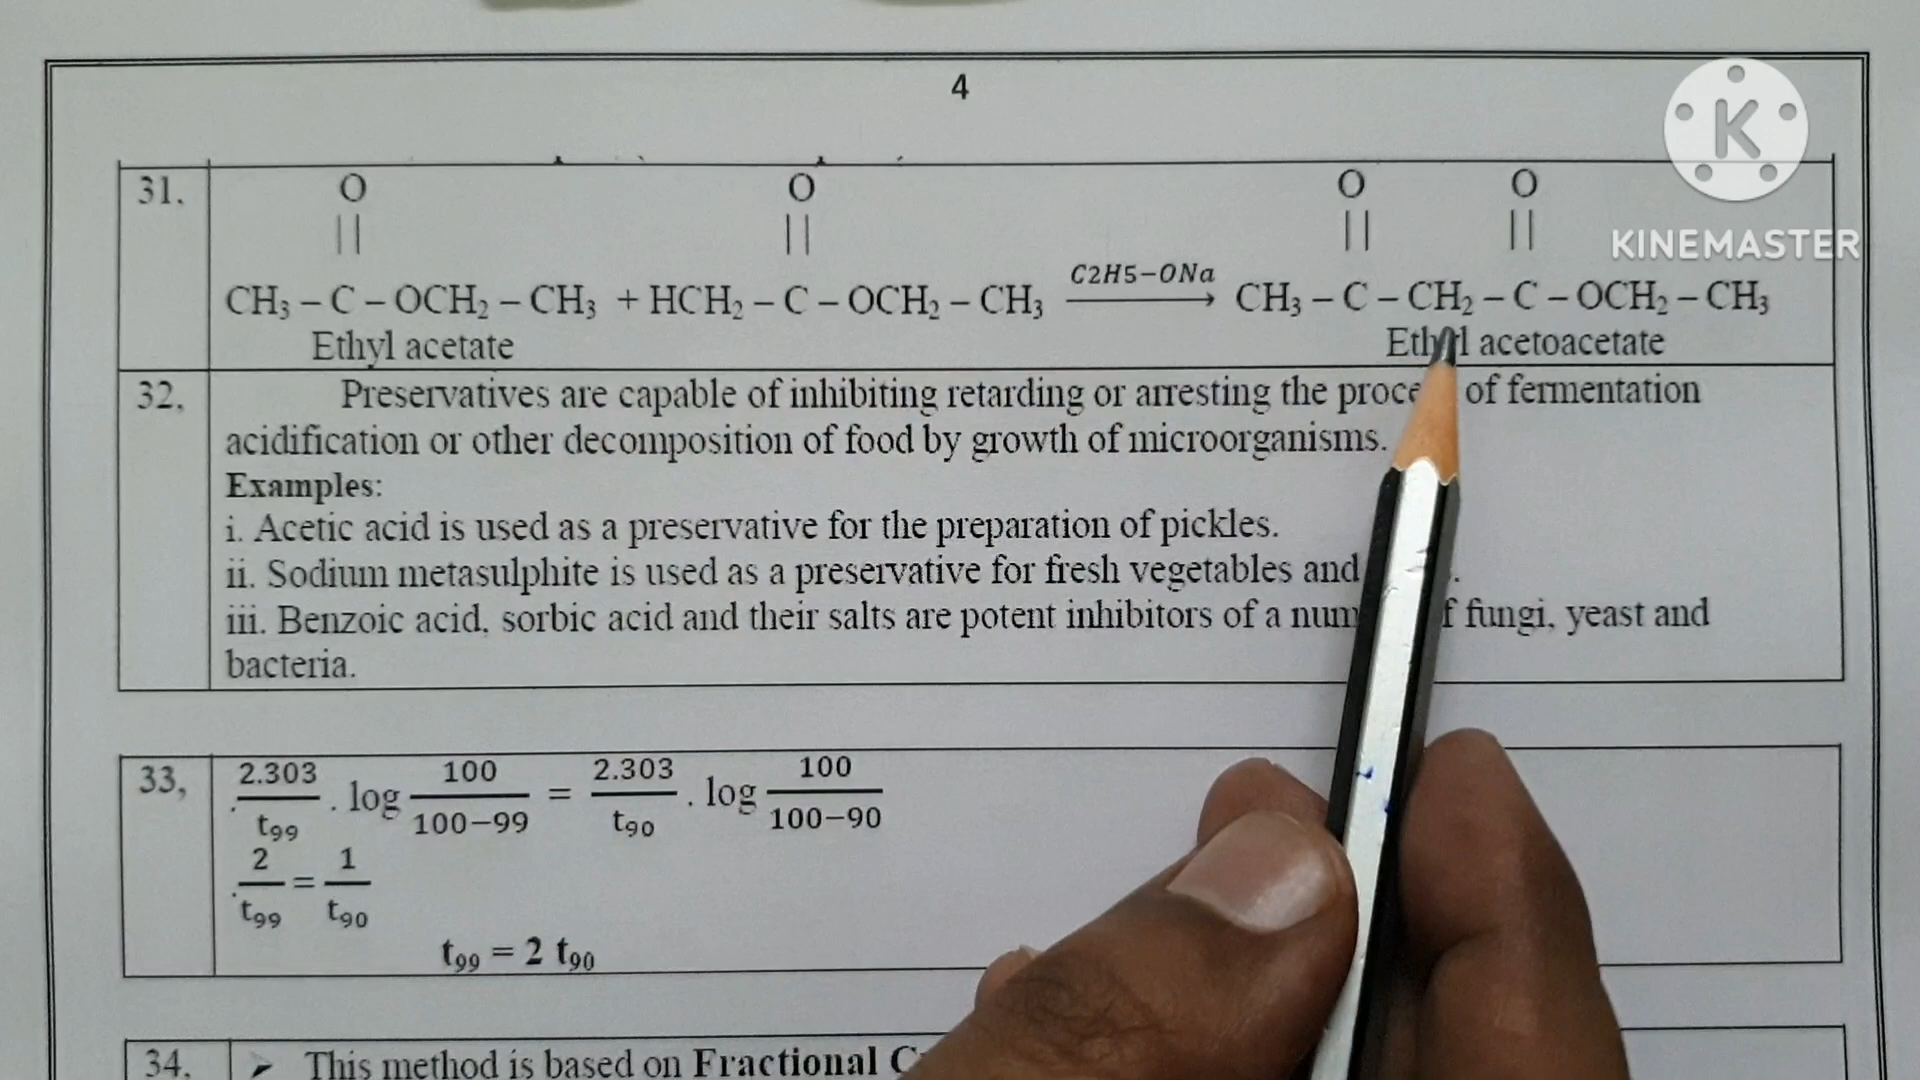 4
K
KINEMASTER
31.
O O O O
|| || || ||
CH₃ – C – OCH₂ – CH₃ + HCH₂ – C – OCH₂ – CH₃ C2H5−ONa → CH₃ – C – CH₂ – C – OCH₂ – CH₃
Ethyl acetate Ethyl acetoacetate
32. Preservatives are capable of inhibiting retarding or arresting the of fermentation
acidification or other decomposition of food by growth of microorganisms.
Examples:
i. Acetic acid is used as a preservative for the preparation of pickles.
ii. Sodium metasulphite is used as a preservative for fresh vegetables and
iii. Benzoic acid, sorbic acid and their salts are potent inhibitors of a fungi, yeast and
bacteria.
33, 2.303/t₉₉ . log 100/100−99 = 2.303/t₉₀ . log 100/100−90
2/t₉₉ = 1/t₉₀
t₉₉ = 2 t₉₀
34. ➢ This method is based on Fractional